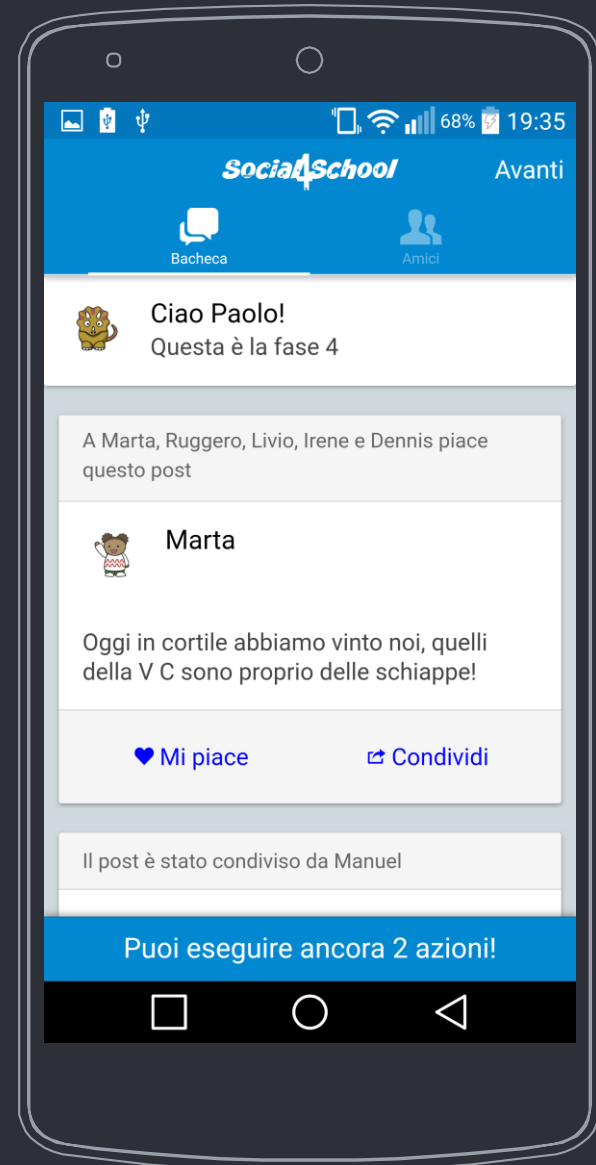 68% 19:35
Social4School Avanti
Bacheca Amici
Ciao Paolo!
Questa è la fase 4
A Marta, Ruggero, Livio, Irene e Dennis piace
questo post
Marta
Oggi in cortile abbiamo vinto noi, quelli
della V C sono proprio delle schiappe!
Mi piace Condividi
Il post è stato condiviso da Manuel
Puoi eseguire ancora 2 azioni!